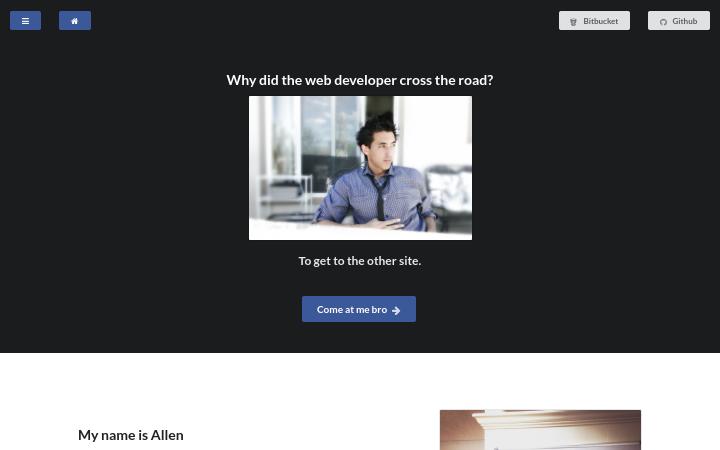 Bitbucket
Github
Why did the web developer cross the road?
To get to the other site.
Come at me bro
My name is Allen